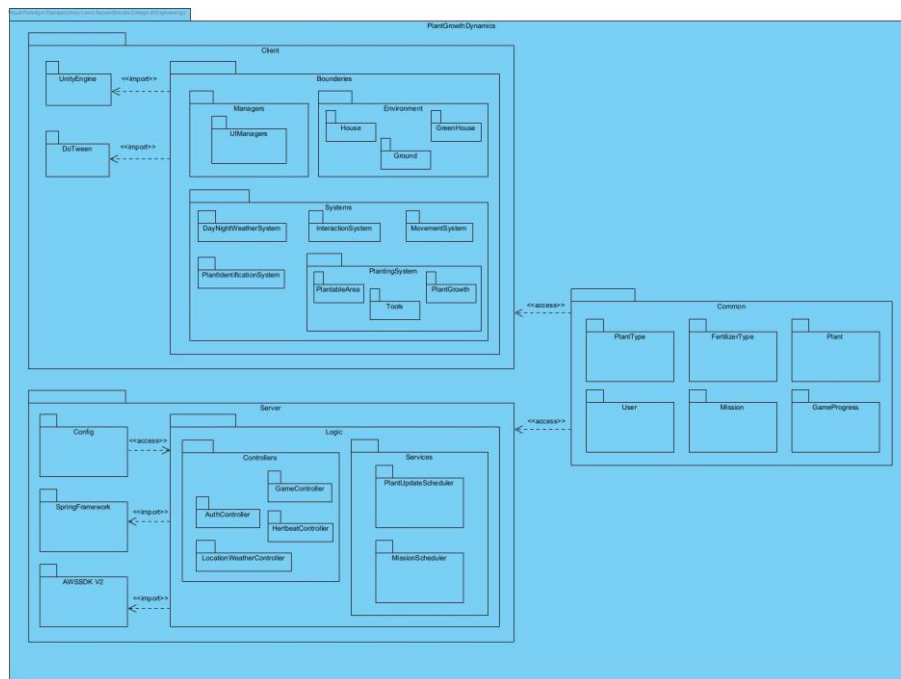 PlantGrowthDynamics
Client
UnityEngine
<<import>>
DoTween
<<import>>
Bounderies
Managers
UIManagers
Environment
House
GreenHouse
Ground
Systems
DayNightWeatherSystem
InteractionSystem
MovementSystem
PlantIdentificationSystem
PlantingSystem
PlantableArea
PlantGrowth
Tools
<<access>>
Common
PlantType
FertilizerType
Plant
User
Mission
GameProgress
<<access>>
Server
Config
<<access>>
SpringFramework
<<import>>
AWSSDK V2
<<import>>
Logic
Controllers
GameController
AuthController
HertbeatController
LocationWeatherController
Services
PlantUpdateScheduler
MissionScheduler